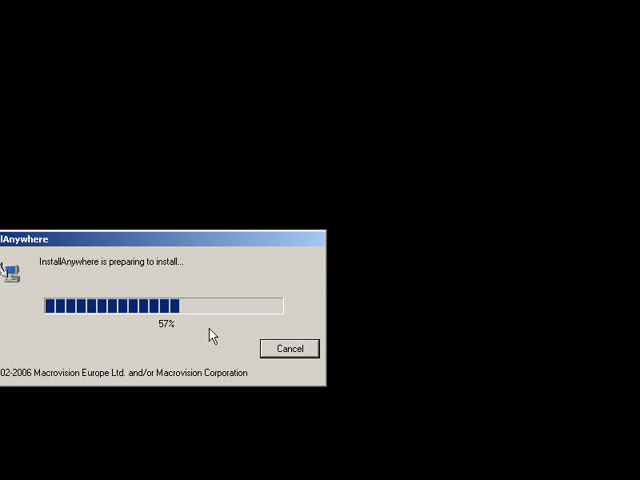 lAnywhere
InstallAnywhere is preparing to install...
57%
Cancel
02-2006 Macrovision Europe Ltd. and/or Macrovision Corporation